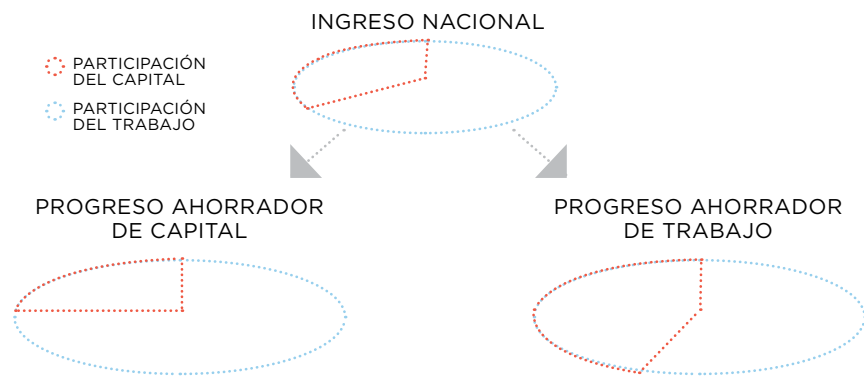 INGRESO NACIONAL
PARTICIPACIÓN
DEL CAPITAL
PARTICIPACIÓN
DEL TRABAJO
PROGRESO AHORRADOR
DE CAPITAL
PROGRESO AHORRADOR
DE TRABAJO